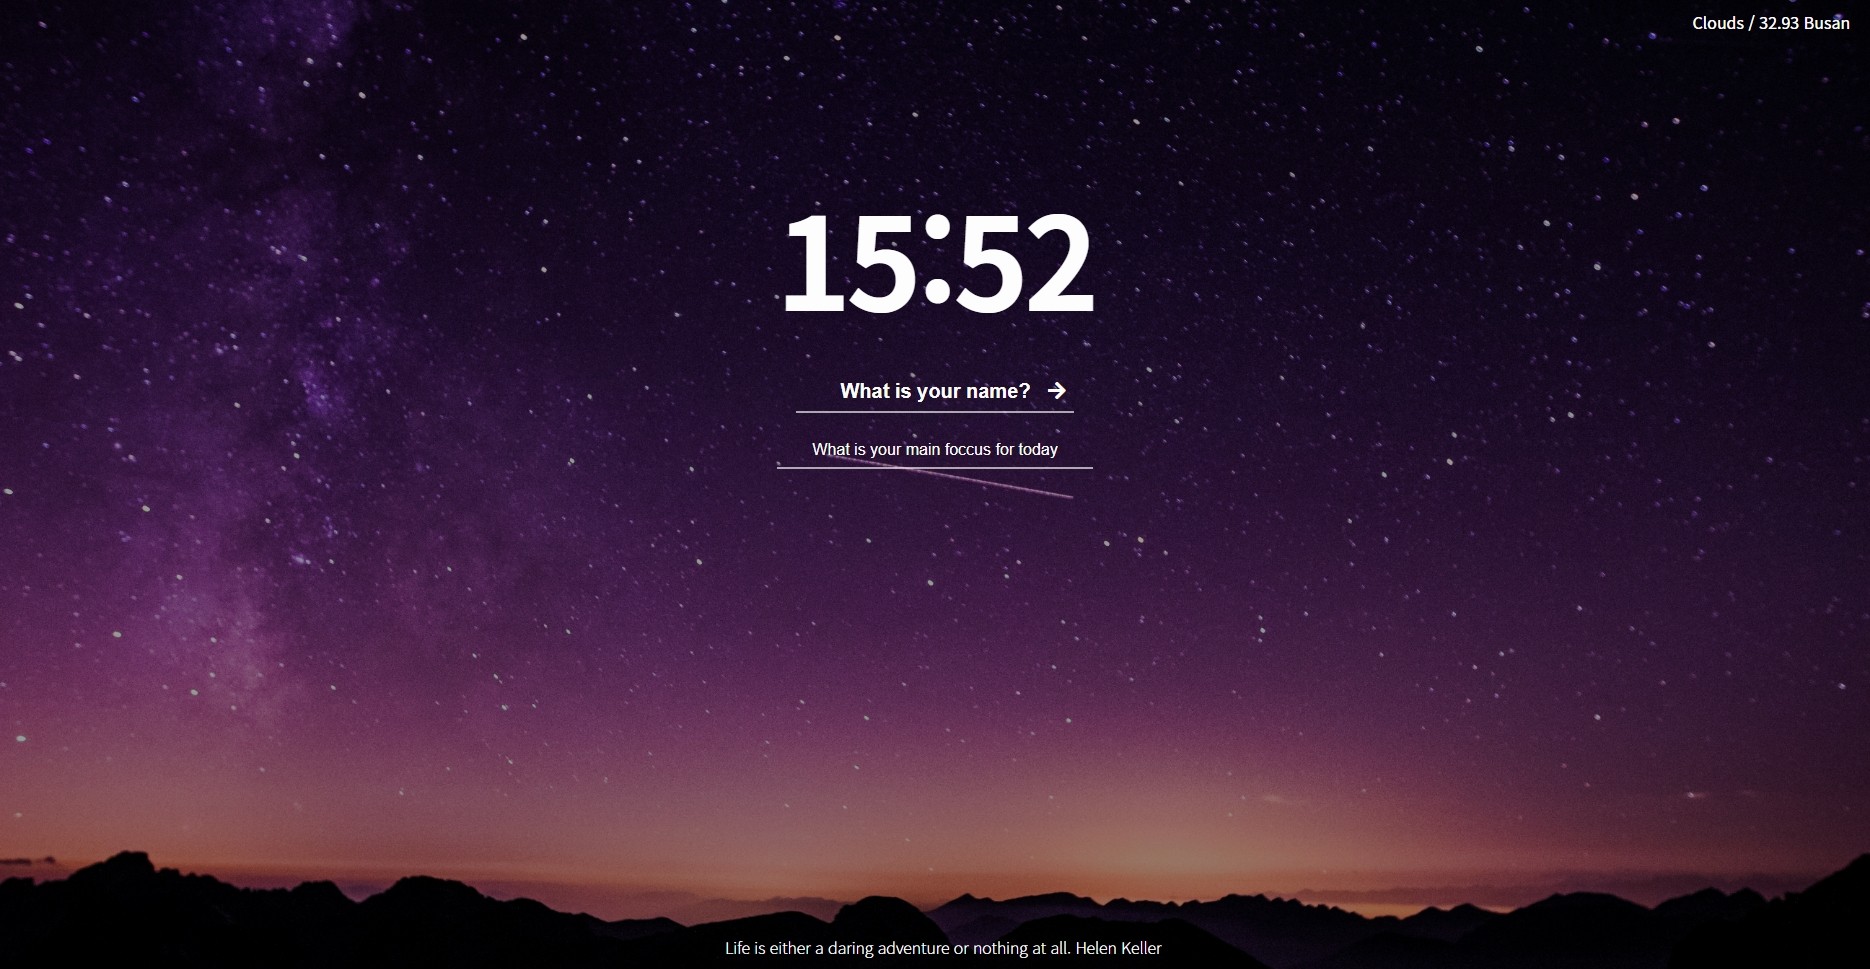 Clouds / 32.93 Busan
15:52
What is your name?
What is your main foccus for today
Life is either a daring adventure or nothing at all. Helen Keller